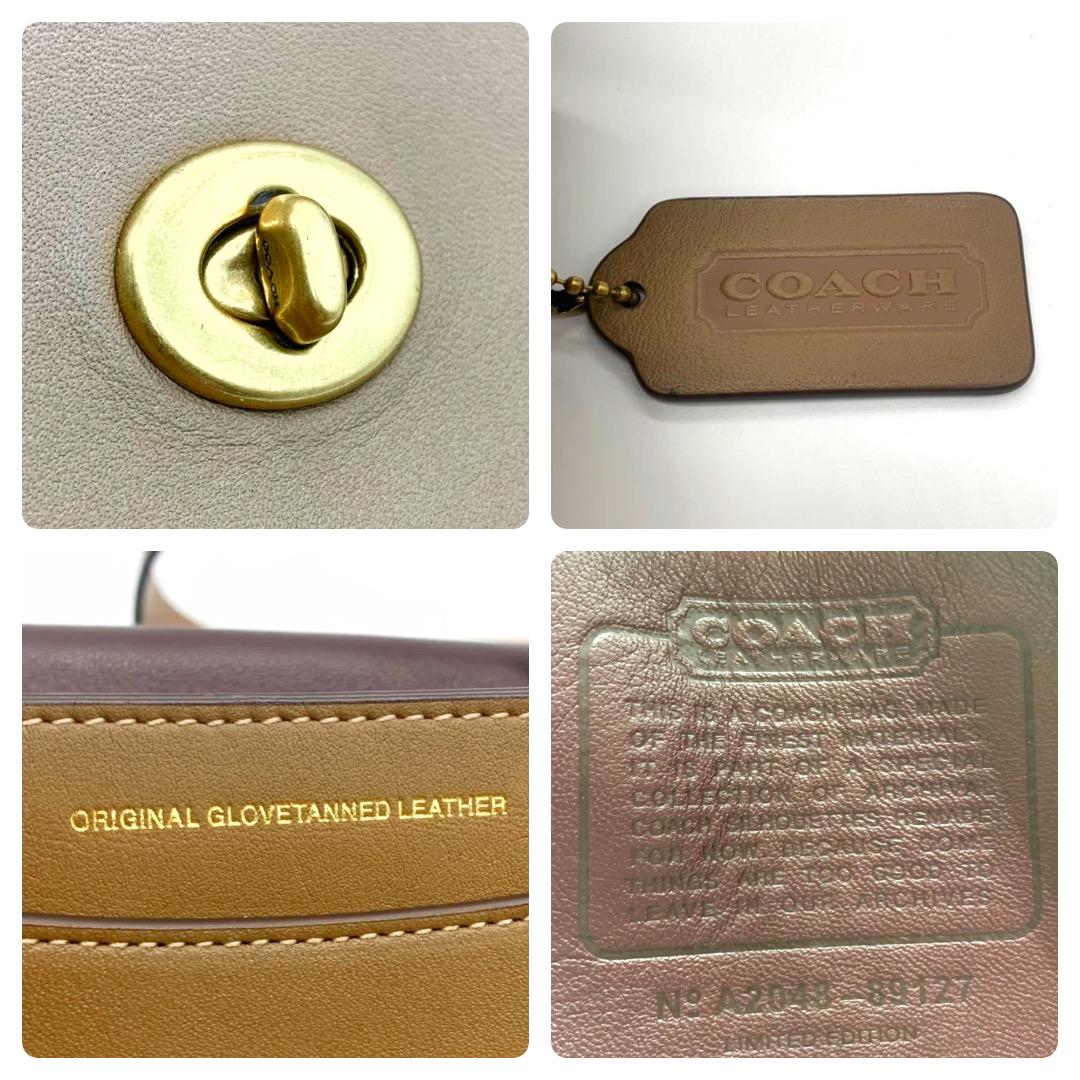 COACH
COACH
LEATHERWARE
ORIGINAL GLOVETANNED LEATHER
COACH
LEATHERWARE
THIS IS A COACH BAG MADE
OF THE FINEST MATERIALS
IT IS PART OF A SPECIAL
COLLECTION OF ARCHIVAL
COACH SILHOUETTES REMADE
FOR NOW. BECAUSE SOME
THINGS ARE TOO GOOD TO
LEAVE IN OUR ARCHIVES
Nº A2048-89127
LIMITED EDITION